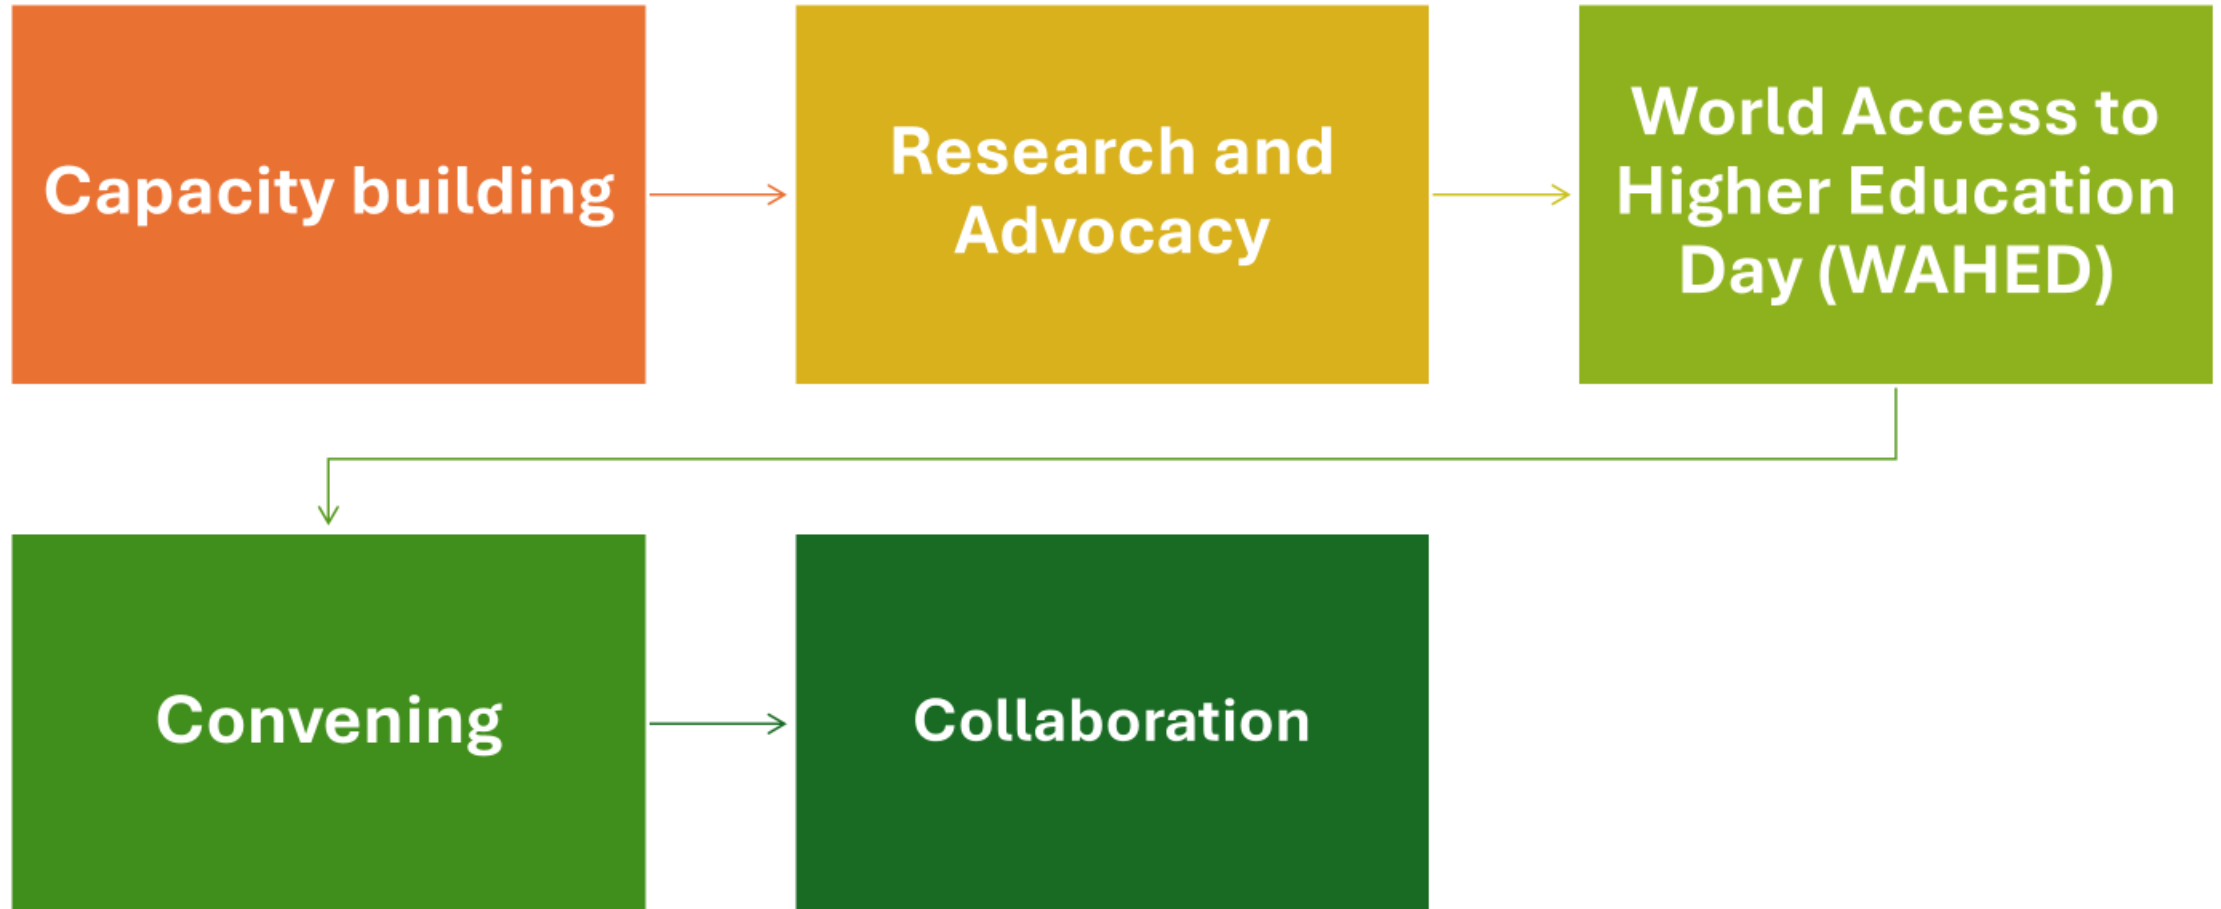 Capacity building
Research and
Advocacy
World Access to
Higher Education
Day (WAHED)
Convening
Collaboration